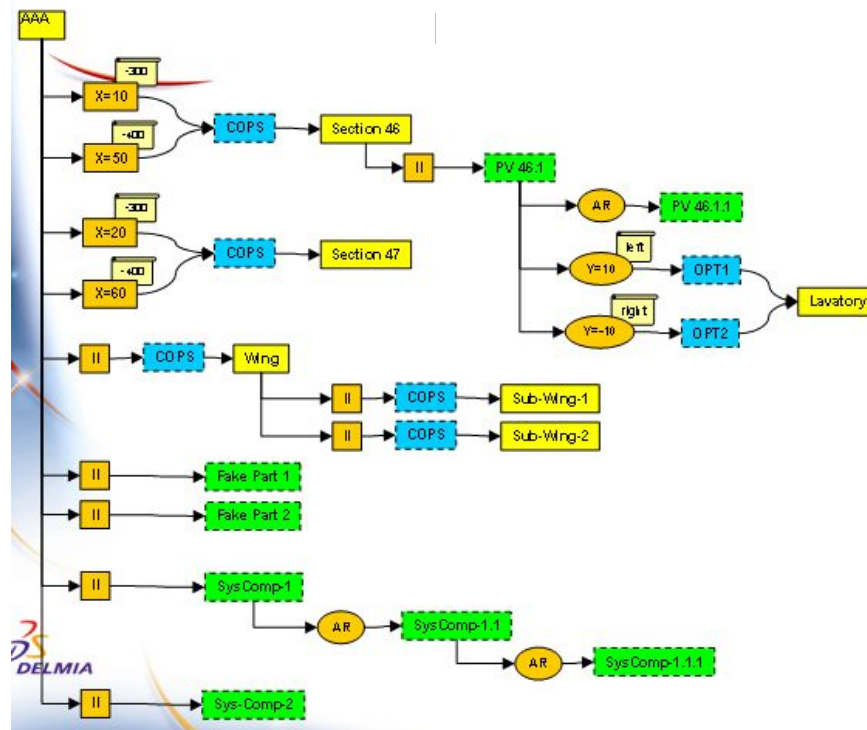 AAA
-300
X=10
COPS
Section 46
-400
X=50
II
PV 46.1
-300
X=20
AR
PV 46.1.1
COPS
Section 47
left
-400
Y=10
OPT1
X=60
right
Lavatory
Y=-10
OPT2
II
COPS
Wing
II
COPS
Sub-Wing-1
II
COPS
Sub-Wing-2
II
Fake Part 1
II
Fake Part 2
II
SysComp-1
AR
SysComp-1.1
AR
SysComp-1.1.1
DS
DELMIA
II
Sys-Comp-2